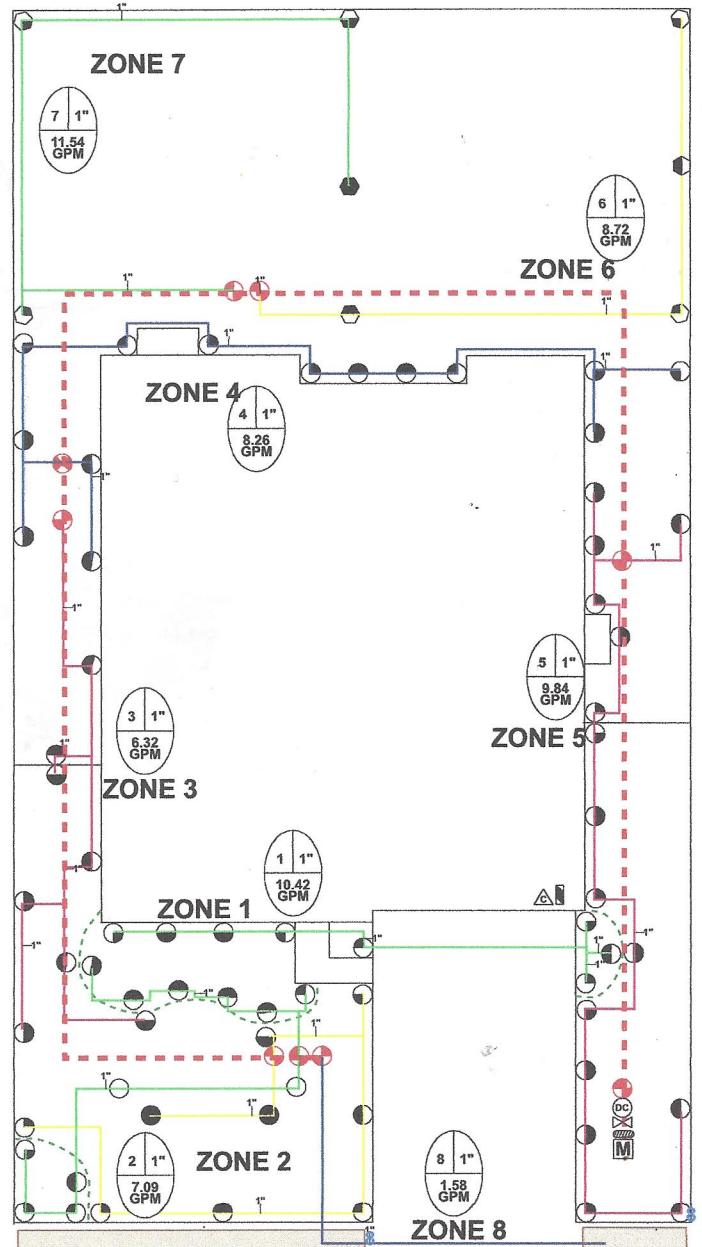 1"
ZONE 7
7 1"
11.54
GPM
6 1"
8.72
GPM
ZONE 6
1"
1"
1"
1"
1"
ZONE 4
4 1"
8.26
GPM
1"
1"
1"
5 1"
9.84
GPM
3 1"
6.32
GPM
ZONE 5
1"
ZONE 3
1 1"
10.42
GPM
1"
C
ZONE 1
1"
1"
1"
1"
1"
1"
1"
1"
1"
1"
DC
M
2 1"
7.09
GPM
ZONE 2
8 1"
1.58
GPM
1"
ZONE 8
1"